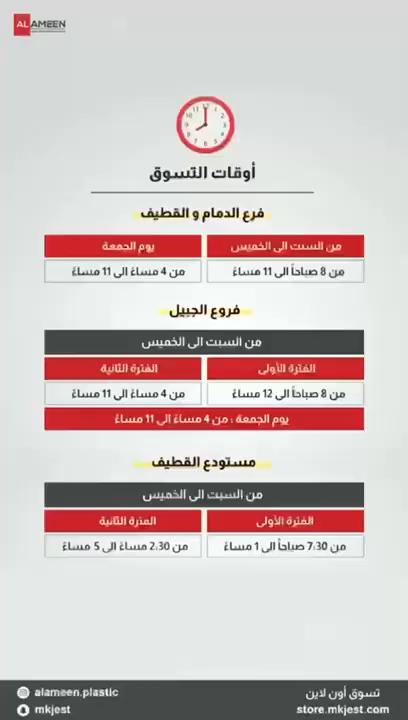 AL AMEEN
أوقات التسوق
فرع الدمام و القطيف
من السبت الى الخميس
يوم الجمعة
من 8 صباحاً الى 11 مساءً
من 4 مساءً الى 11 مساءً
فروع الجبيل
من السبت الى الخميس
الفترة الأولى
الفترة الثانية
من 8 صباحاً الى 12 مساءً
من 4 مساءً الى 11 مساءً
يوم الجمعة : من 4 مساءً الى 11 مساءً
مستودع القطيف
من السبت الى الخميس
الفترة الأولى
الفترة الثانية
من 7:30 صباحاً الى 1 مساءً
من 2:30 مساءً الى 5 مساءً
تسوق أون لاين
alameen.plastic
store.mkjest.com
mkjest